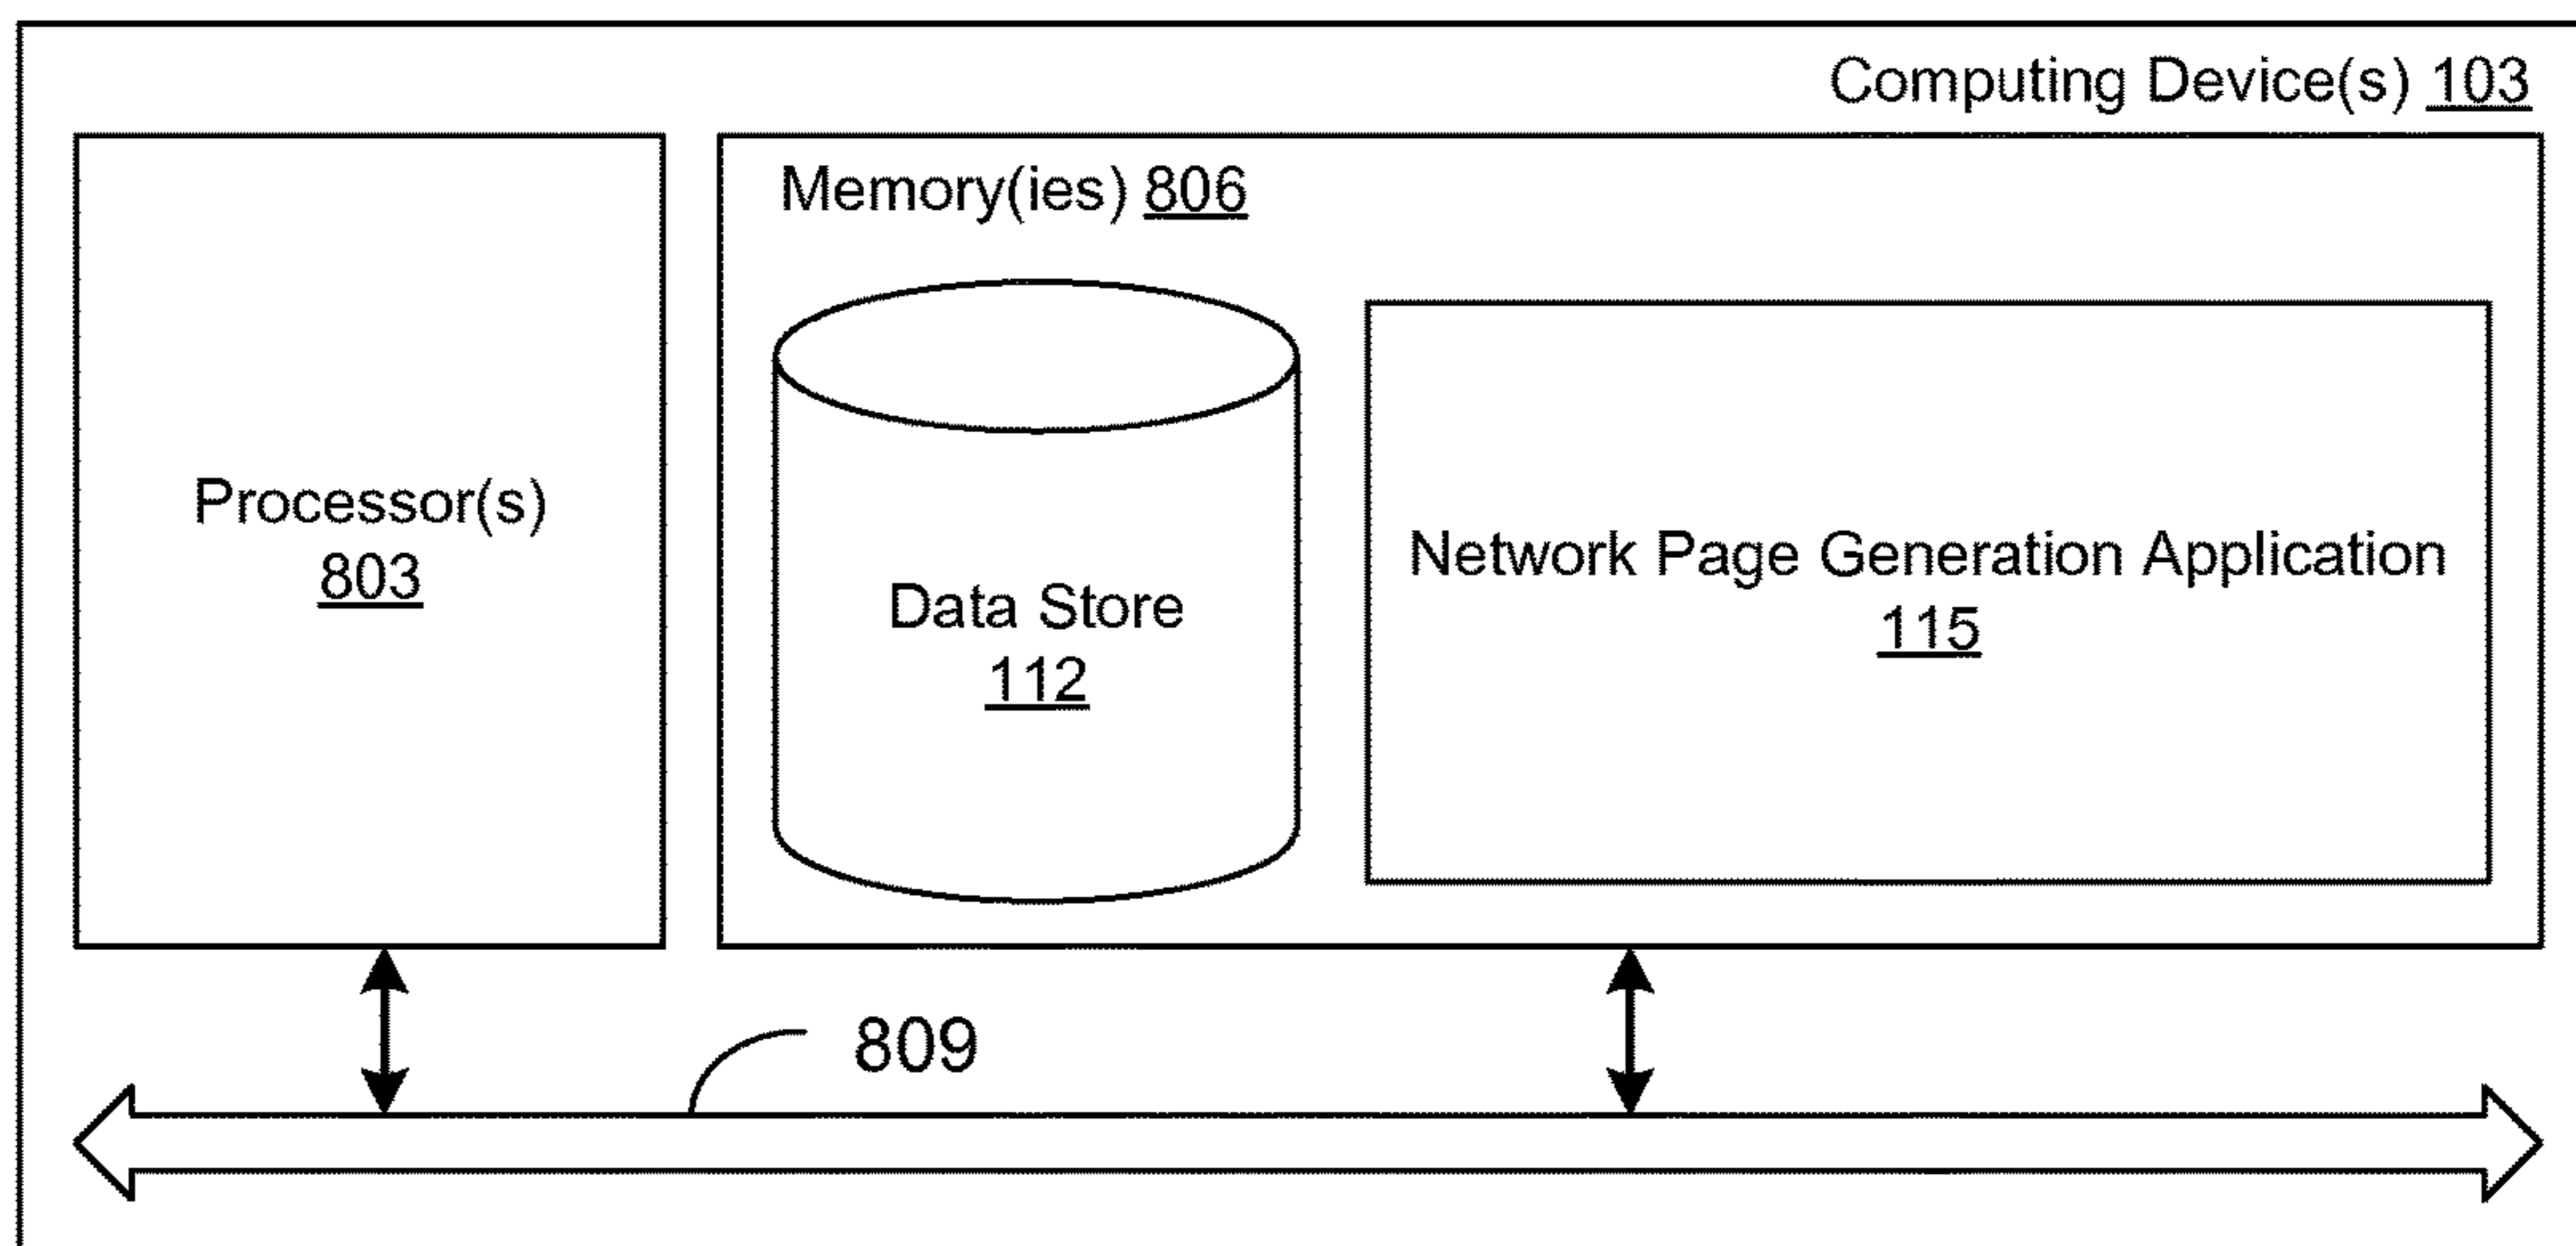 Computing Device(s) 103
Memory(ies) 806
Processor(s)
803
Data Store
112
Network Page Generation Application
115
809